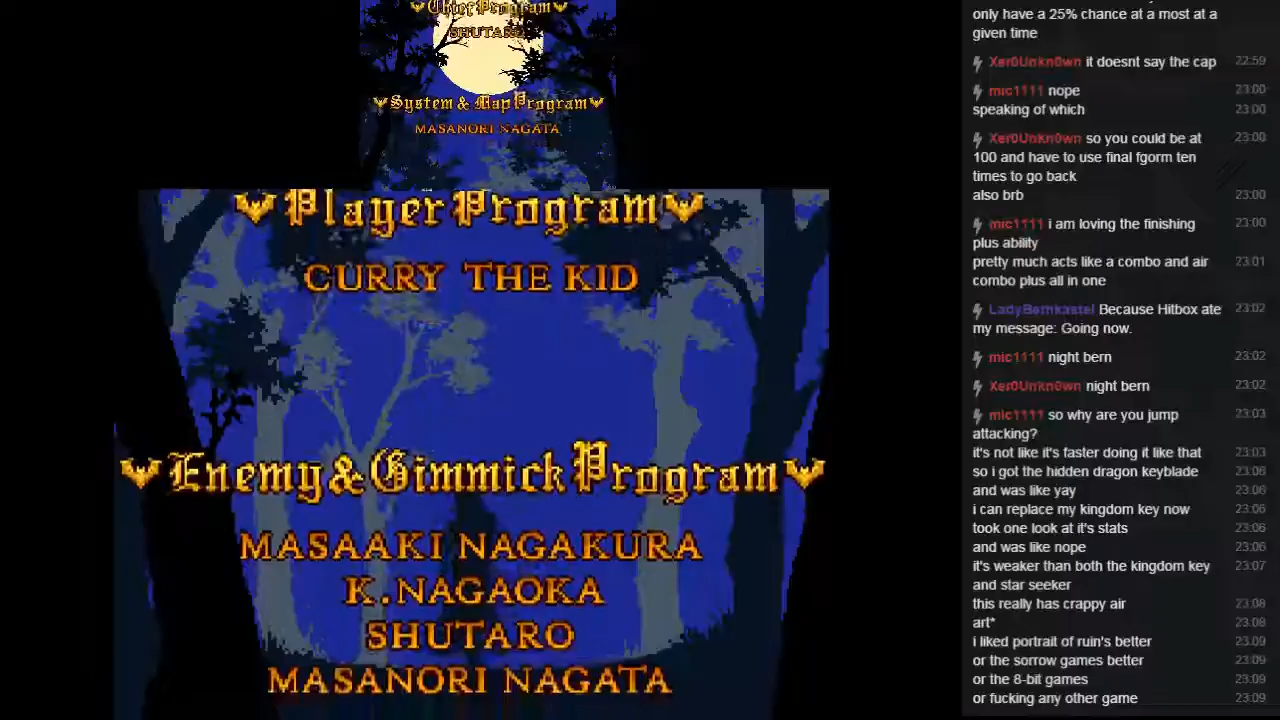 Chief Program
SHUTARO
System & Map Program
MASANORI NAGATA
Player Program
CURRY THE KID
Enemy & Gimmick Program
MASAAKI NAGAKURA
K.NAGAOKA
SHUTARO
MASANORI NAGATA
only have a 25% chance at a most at a
given time
Xer0Unkn0wn it doesnt say the cap 22:59
mic1111 nope 23:00
speaking of which 23:00
Xer0Unkn0wn so you could be at 23:00
100 and have to use final fgorm ten
times to go back
also brb 23:00
mic1111 i am loving the finishing 23:00
plus ability
pretty much acts like a combo and air 23:01
combo plus all in one
LadyBernkastel Because Hitbox ate 23:02
my message: Going now.
mic1111 night bern 23:02
Xer0Unkn0wn night bern 23:02
mic1111 so why are you jump 23:03
attacking?
it's not like it's faster doing it like that 23:03
so i got the hidden dragon keyblade 23:06
and was like yay 23:06
i can replace my kingdom key now 23:06
took one look at it's stats 23:06
and was like nope 23:06
it's weaker than both the kingdom key 23:07
and star seeker
this really has crappy air 23:08
art* 23:08
i liked portrait of ruin's better 23:09
or the sorrow games better 23:09
or the 8-bit games 23:09
or fucking any other game 23:09